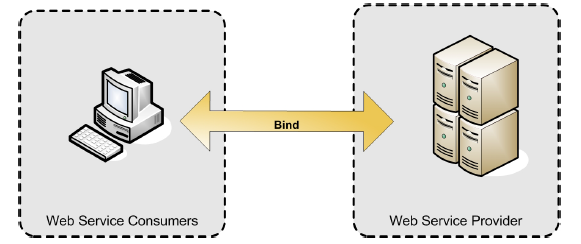 Bind
Web Service Consumers
Web Service Provider